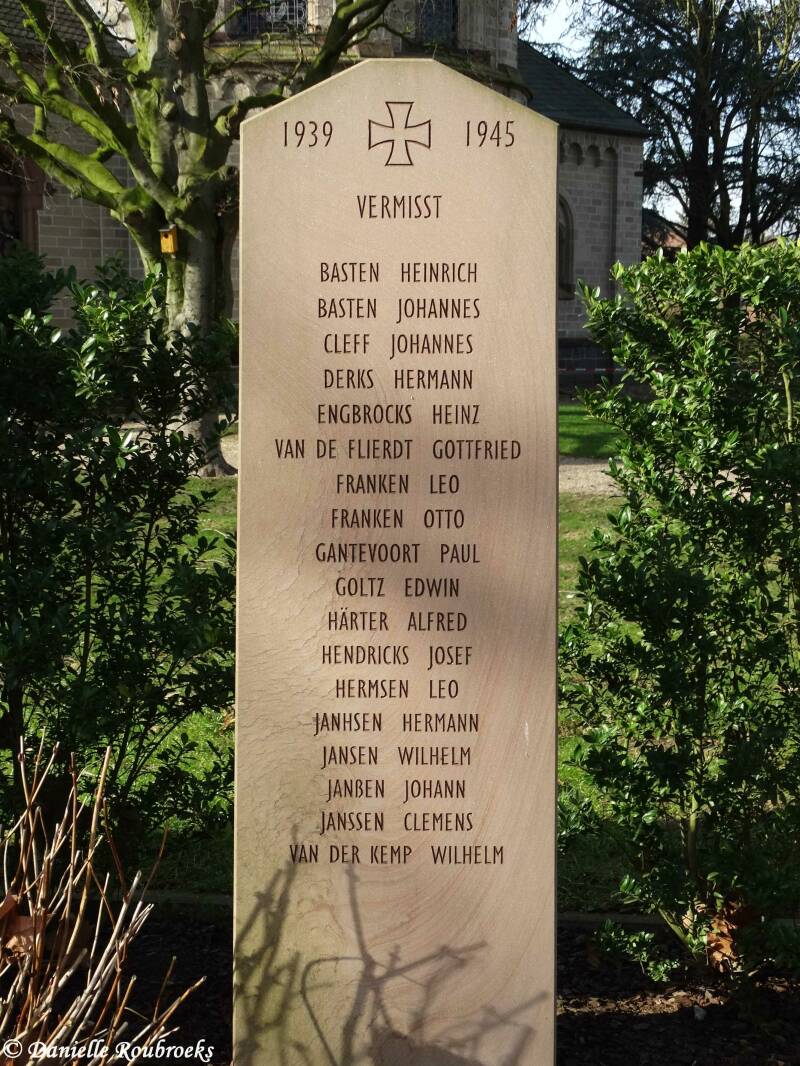 1939 1945
VERMISST
BASTEN HEINRICH
BASTEN JOHANNES
CLEFF JOHANNES
DERKS HERMANN
ENGBROCKS HEINZ
VAN DE FLIERDT GOTTFRIED
FRANKEN LEO
FRANKEN OTTO
GANTEVOORT PAUL
GOLTZ EDWIN
HÄRTER ALFRED
HENDRICKS JOSEF
HERMSEN LEO
JANHSEN HERMANN
JANSEN WILHELM
JANßEN JOHANN
JANSSEN CLEMENS
VAN DER KEMP WILHELM
© Danielle Roubroeks